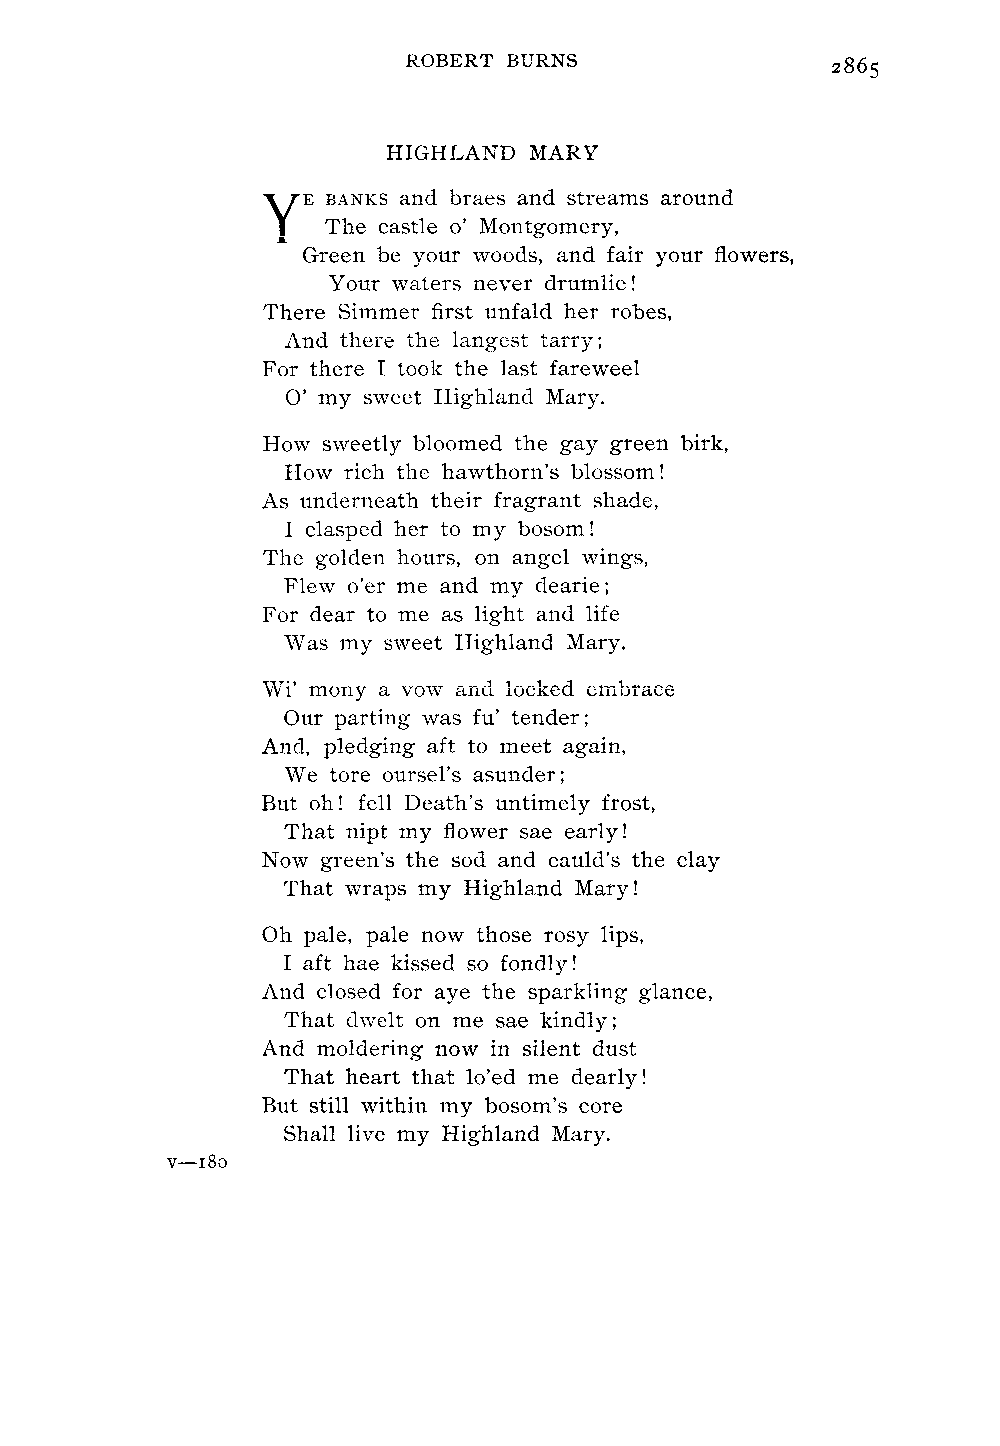 ROBERT BURNS 2865
HIGHLAND MARY
YE BANKS and braes and streams around
The castle o' Montgomery,
Green be your woods, and fair your flowers,
Your waters never drumlie!
There Simmer first unfald her robes,
And there the langest tarry;
For there I took the last fareweel
O' my sweet Highland Mary.
How sweetly bloomed the gay green birk,
How rich the hawthorn's blossom!
As underneath their fragrant shade,
I clasped her to my bosom!
The golden hours, on angel wings,
Flew o'er me and my dearie;
For dear to me as light and life
Was my sweet Highland Mary.
Wi' mony a vow and locked embrace
Our parting was fu' tender;
And, pledging aft to meet again,
We tore oursel's asunder;
But oh! fell Death's untimely frost,
That nipt my flower sae early!
Now green's the sod and cauld's the clay
That wraps my Highland Mary!
Oh pale, pale now those rosy lips,
I aft hae kissed so fondly!
And closed for aye the sparkling glance,
That dwelt on me sae kindly;
And moldering now in silent dust
That heart that lo'ed me dearly!
But still within my bosom's core
Shall live my Highland Mary.
V—180